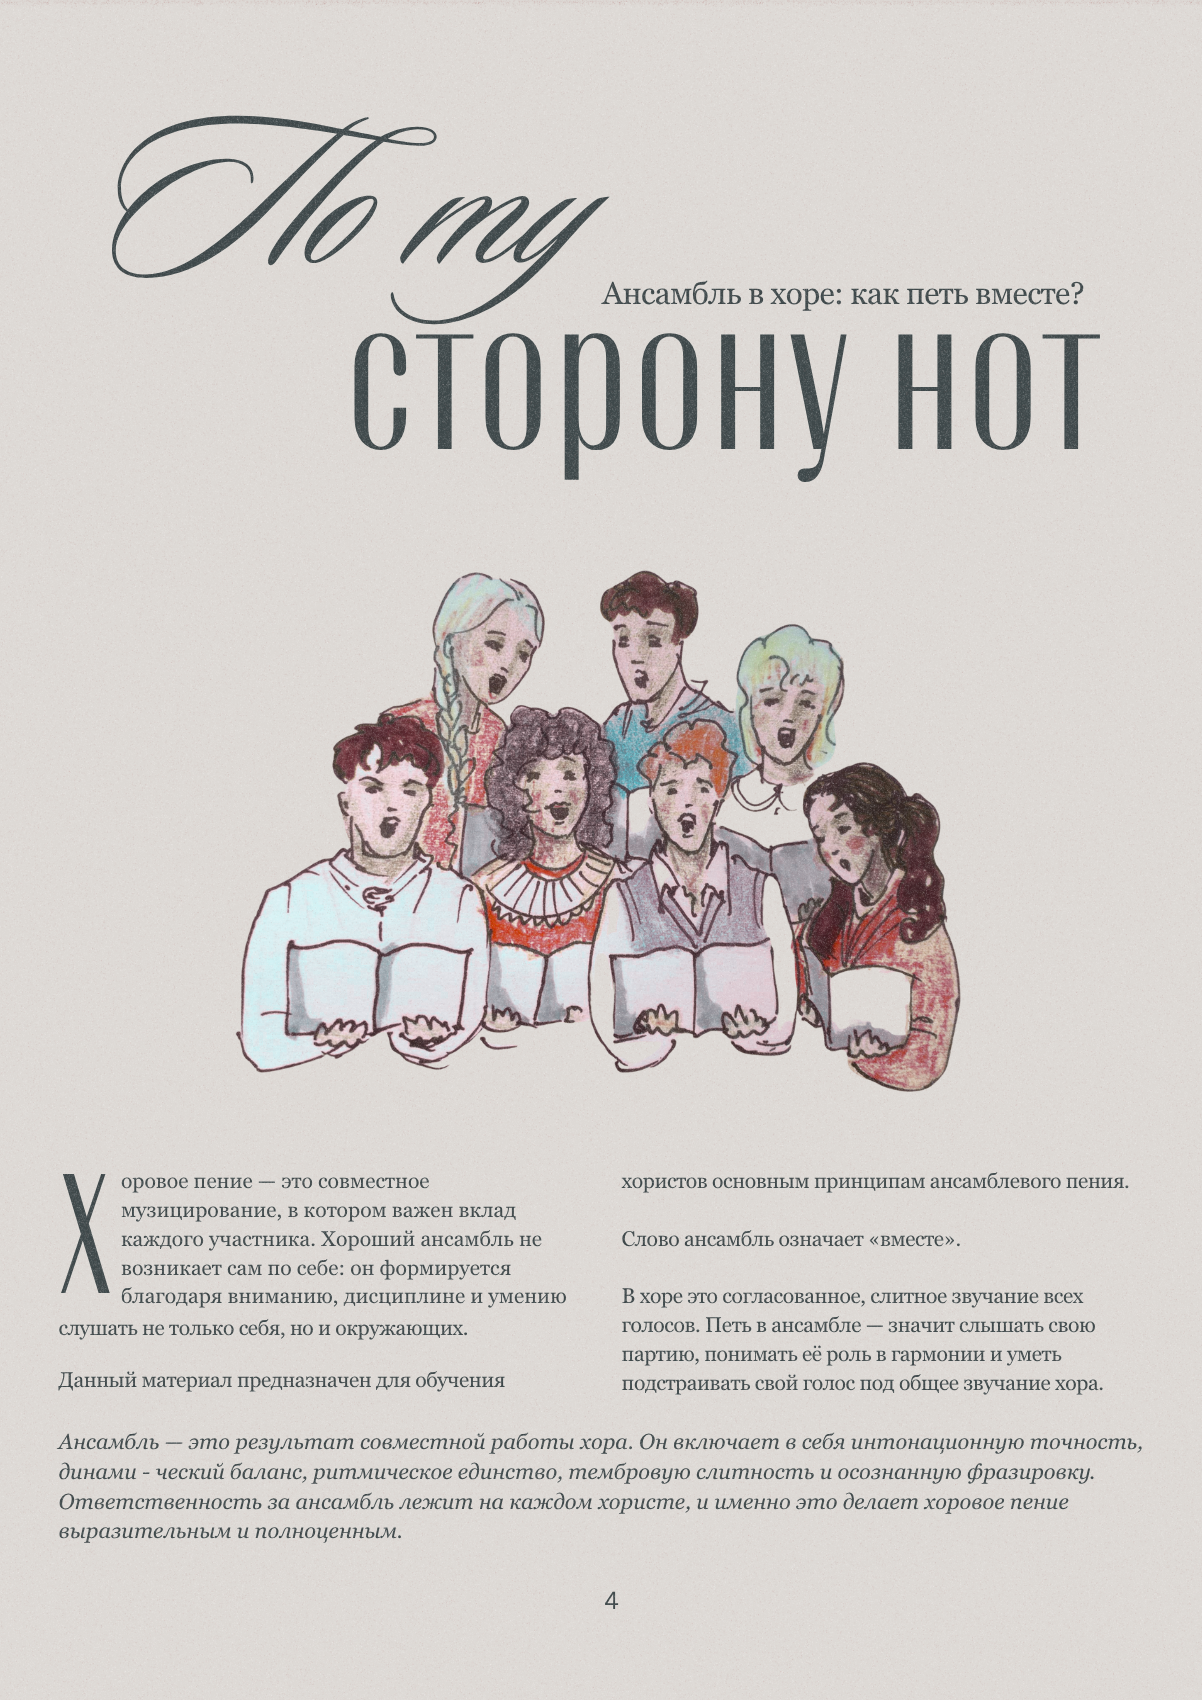 По ту
Ансамбль в хоре: как петь вместе?
сторону нот
Хоровое пение — это совместное
музицирование, в котором важен вклад
каждого участника. Хороший ансамбль не
возникает сам по себе: он формируется
благодаря вниманию, дисциплине и умению
слушать не только себя, но и окружающих.
Данный материал предназначен для обучения
хористов основным принципам ансамблевого пения.
Слово ансамбль означает «вместе».
В хоре это согласованное, слитное звучание всех
голосов. Петь в ансамбле — значит слышать свою
партию, понимать её роль в гармонии и уметь
подстраивать свой голос под общее звучание хора.
Ансамбль — это результат совместной работы хора. Он включает в себя интонационную точность,
динами - ческий баланс, ритмическое единство, тембровую слитность и осознанную фразировку.
Ответственность за ансамбль лежит на каждом хористе, и именно это делает хоровое пение
выразительным и полноценным.
4